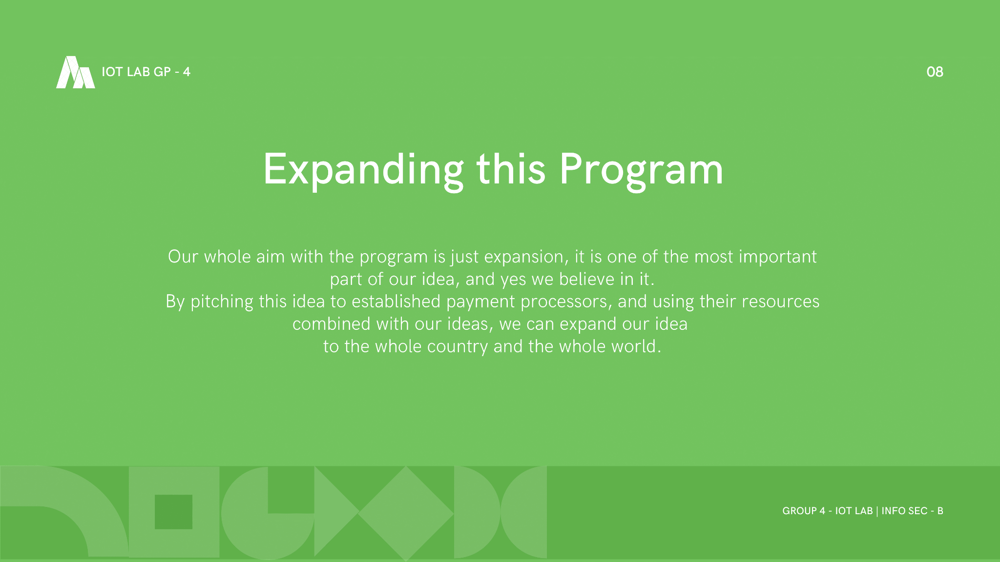 IOT LAB GP - 4
08
Expanding this Program
Our whole aim with the program is just expansion, it is one of the most important
part of our idea, and yes we believe in it.
By pitching this idea to established payment processors, and using their resources
combined with our ideas, we can expand our idea
to the whole country and the whole world.
GROUP 4 - IOT LAB | INFO SEC - B